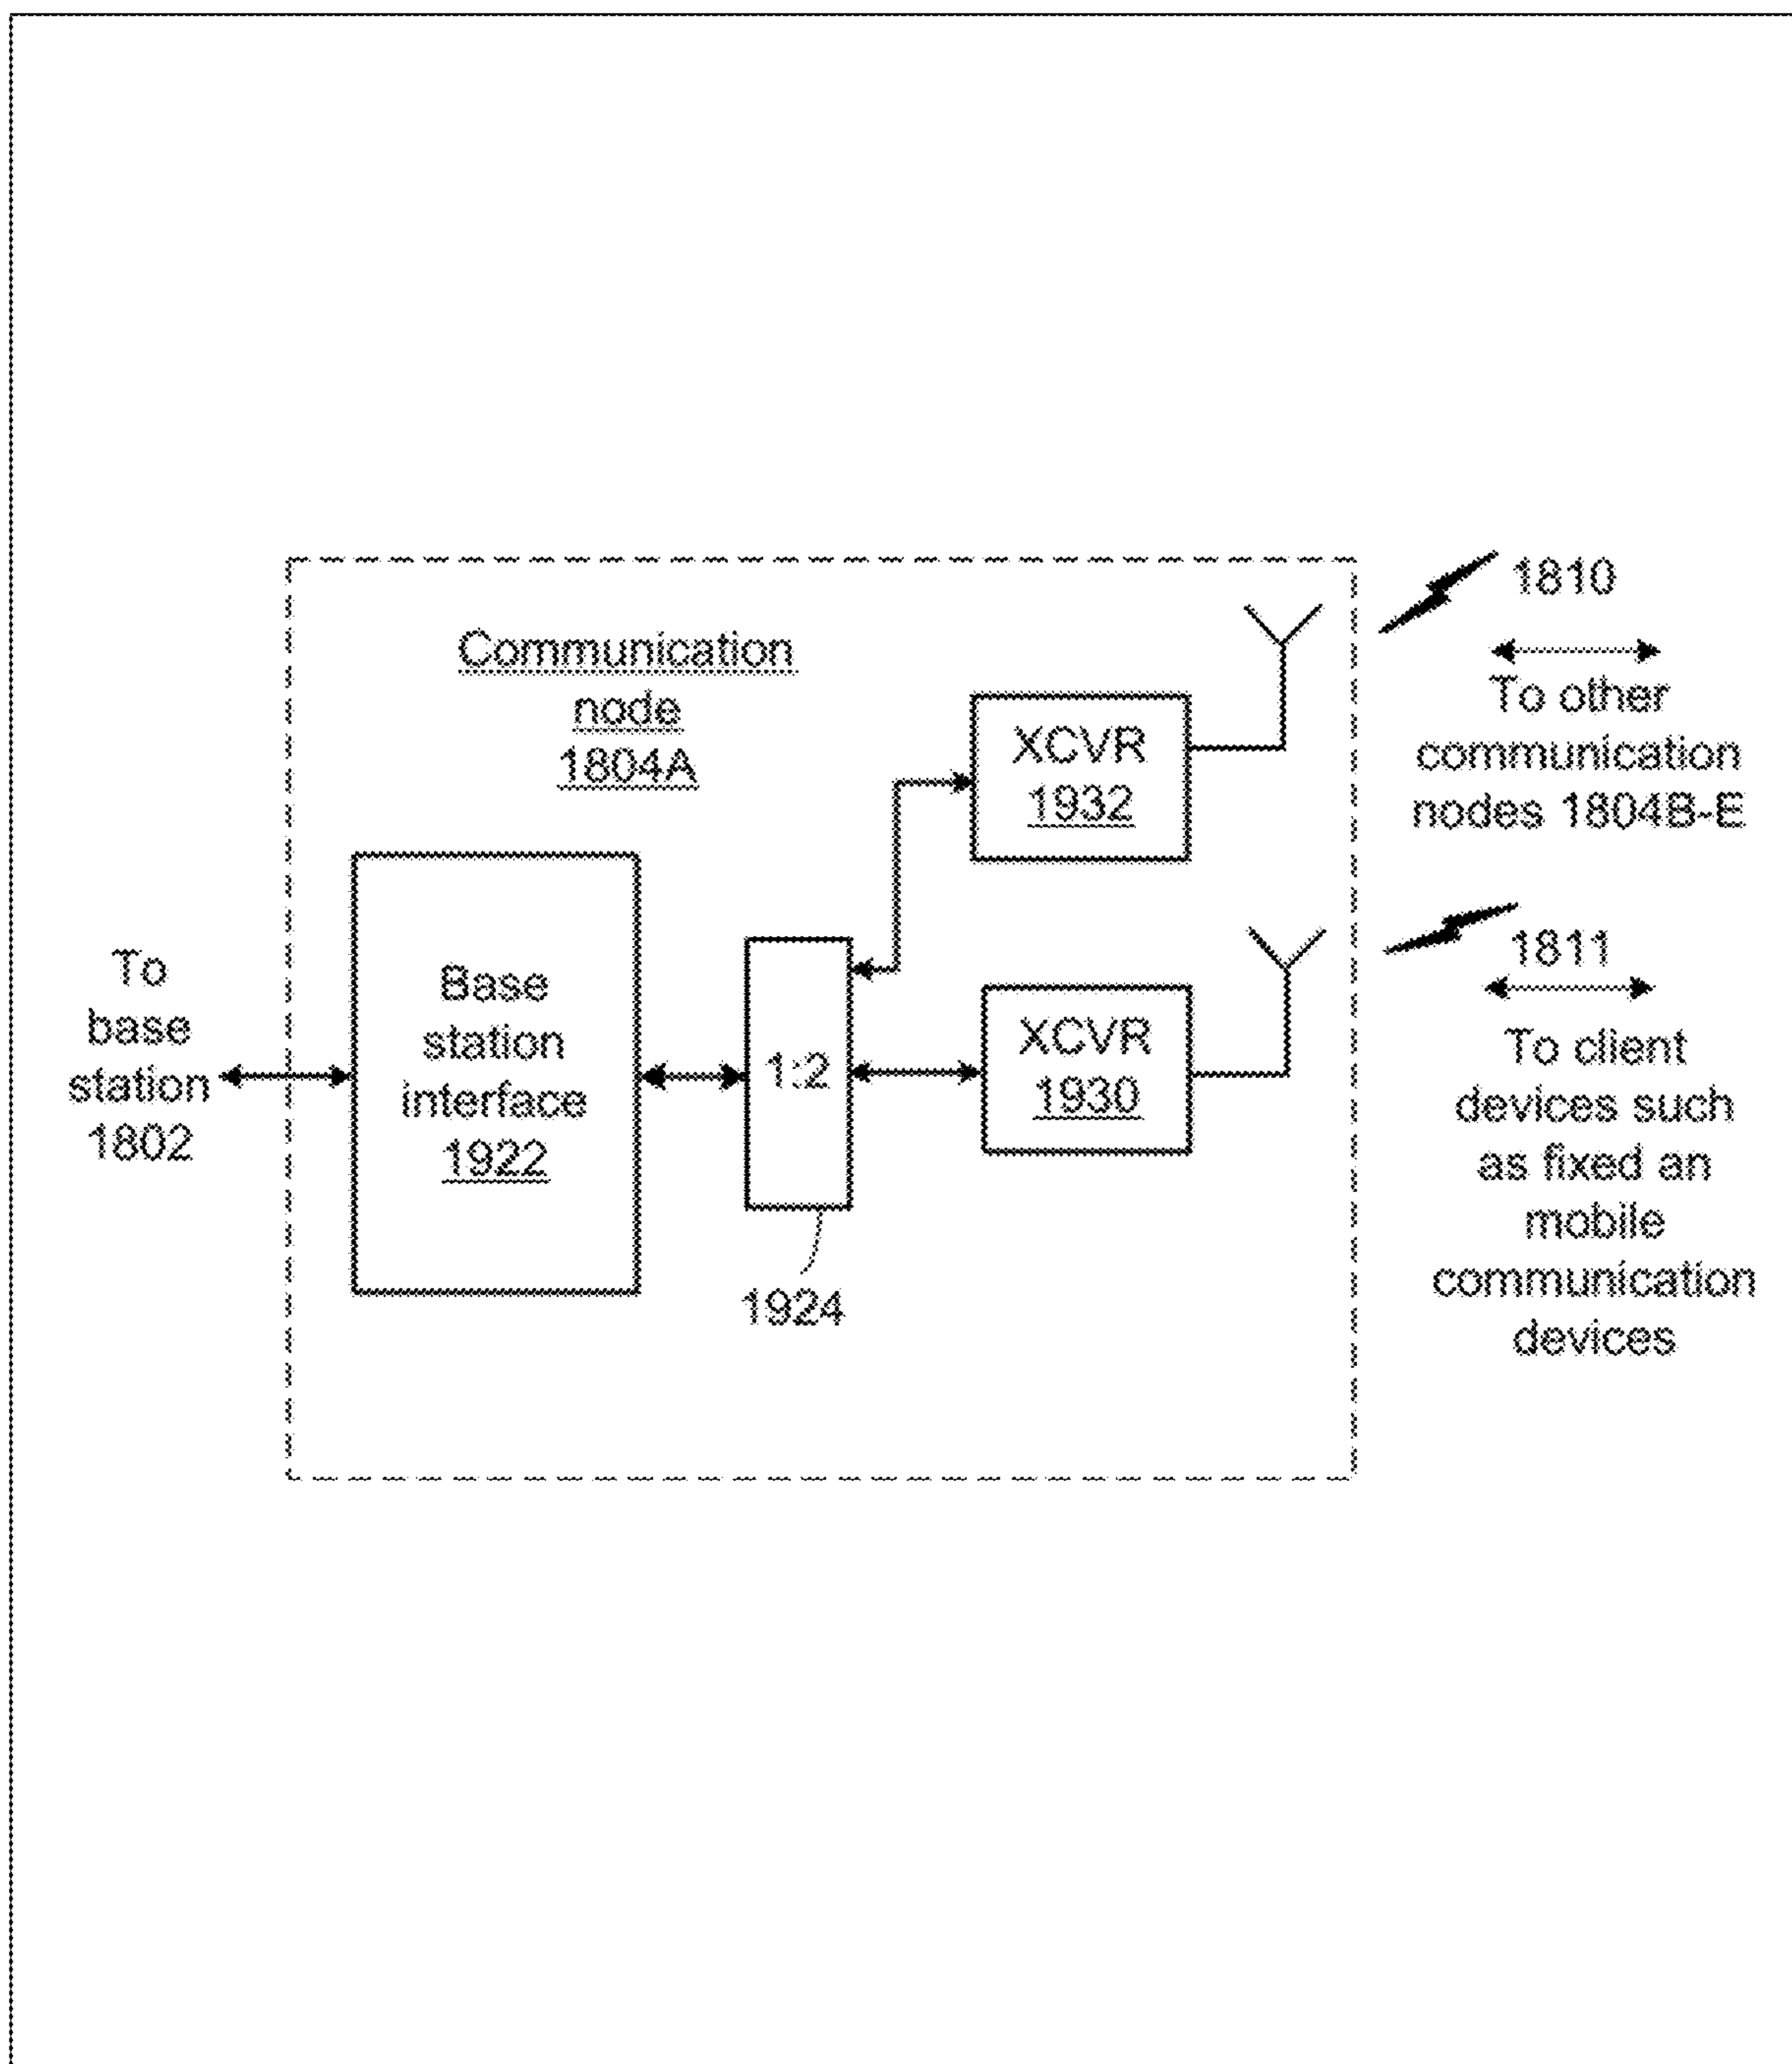 Communication
node
1804A
To
base
station
1802
Base
station
interface
1922
1:2
1924
XCVR
1932
XCVR
1930
1810
To other
communication
nodes 1804B-E
1811
To client
devices such
as fixed an
mobile
communication
devices